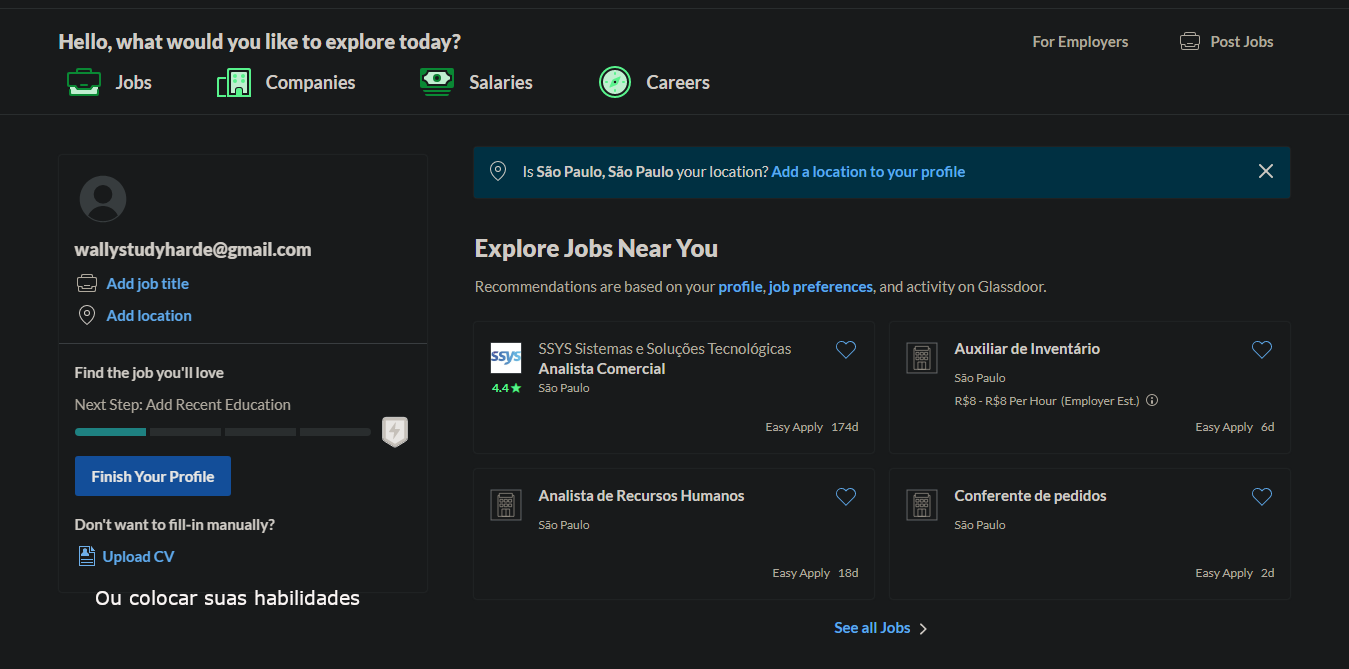 Hello, what would you like to explore today?
For Employers
Post Jobs
Jobs
Companies
Salaries
Careers
Is São Paulo, São Paulo your location? Add a location to your profile
wallystudyharde@gmail.com
Add job title
Add location
Find the job you'll love
Next Step: Add Recent Education
Finish Your Profile
Don't want to fill-in manually?
Upload CV
Ou colocar suas habilidades
Explore Jobs Near You
Recommendations are based on your profile, job preferences, and activity on Glassdoor.
ssys
4.4★
SSYS Sistemas e Soluções Tecnológicas
Analista Comercial
São Paulo
Easy Apply 174d
Auxiliar de Inventário
São Paulo
R$8 - R$8 Per Hour (Employer Est.)
Easy Apply 6d
Analista de Recursos Humanos
São Paulo
Easy Apply 18d
Conferente de pedidos
São Paulo
Easy Apply 2d
See all Jobs